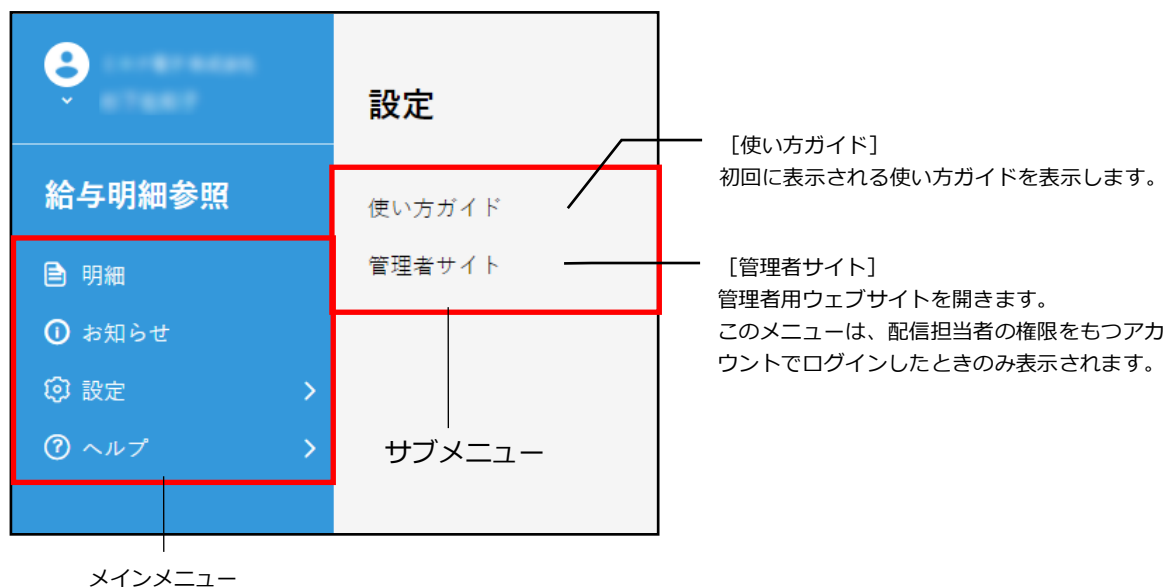 設定
給与明細参照
使い方ガイド
管理者サイト
明細
お知らせ
設定
ヘルプ
サブメニュー
メインメニュー
［使い方ガイド］
初回に表示される使い方ガイドを表示します。
［管理者サイト］
管理者用ウェブサイトを開きます。
このメニューは、配信担当者の権限をもつアカ
ウントでログインしたときのみ表示されます。